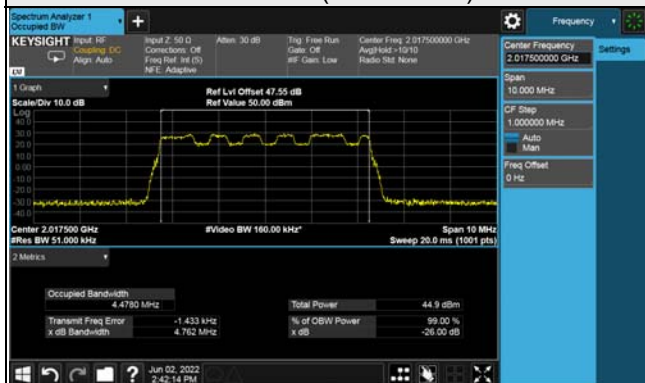 Spectrum Analyzer 1
Occupied BW
+
Frequency
KEYSIGHT
Input: RF
Coupling: DC
Align: Auto
Input Z: 50 Ω
Corrections: Off
Freq Ref: Int (S)
NFE: Adaptive
Atten: 30 dB
Trig: Free Run
Gate: Off
#IF Gain: Low
Center Freq: 2.017500000 GHz
Avg|Hold:>10/10
Radio Std: None
Center Frequency
2.017500000 GHz
Settings
Span
10.000 MHz
CF Step
1.000000 MHz
Auto
Man
Freq Offset
0 Hz
1 Graph
Scale/Div 10.0 dB
Ref Lvl Offset 47.55 dB
Ref Value 50.00 dBm
Log
40.0
30.0
20.0
10.0
0.00
-10.0
-20.0
-30.0
-40.0
Center 2.017500 GHz
#Res BW 51.000 kHz
#Video BW 160.00 kHz*
Span 10 MHz
Sweep 20.0 ms (1001 pts)
2 Metrics
Occupied Bandwidth
4.4780 MHz
Total Power 44.9 dBm
Transmit Freq Error -1.433 kHz
% of OBW Power 99.00 %
x dB Bandwidth 4.762 MHz
x dB -26.00 dB
?
Jun 02, 2022
2:42:14 PM